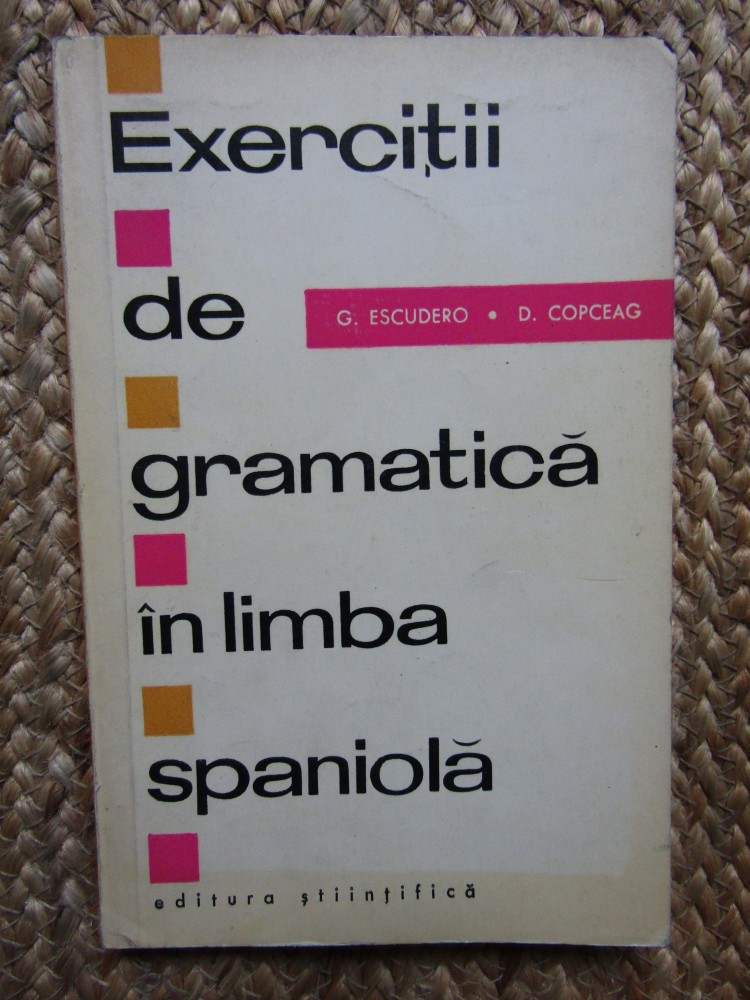 Exerciții
de
G. ESCUDERO • D. COPCEAG
gramatică
în limba
spaniolă
editura științifică